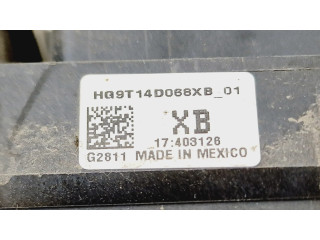 HG9T14D068XB_01
XB
17:403126
G2811 MADE IN MEXICO